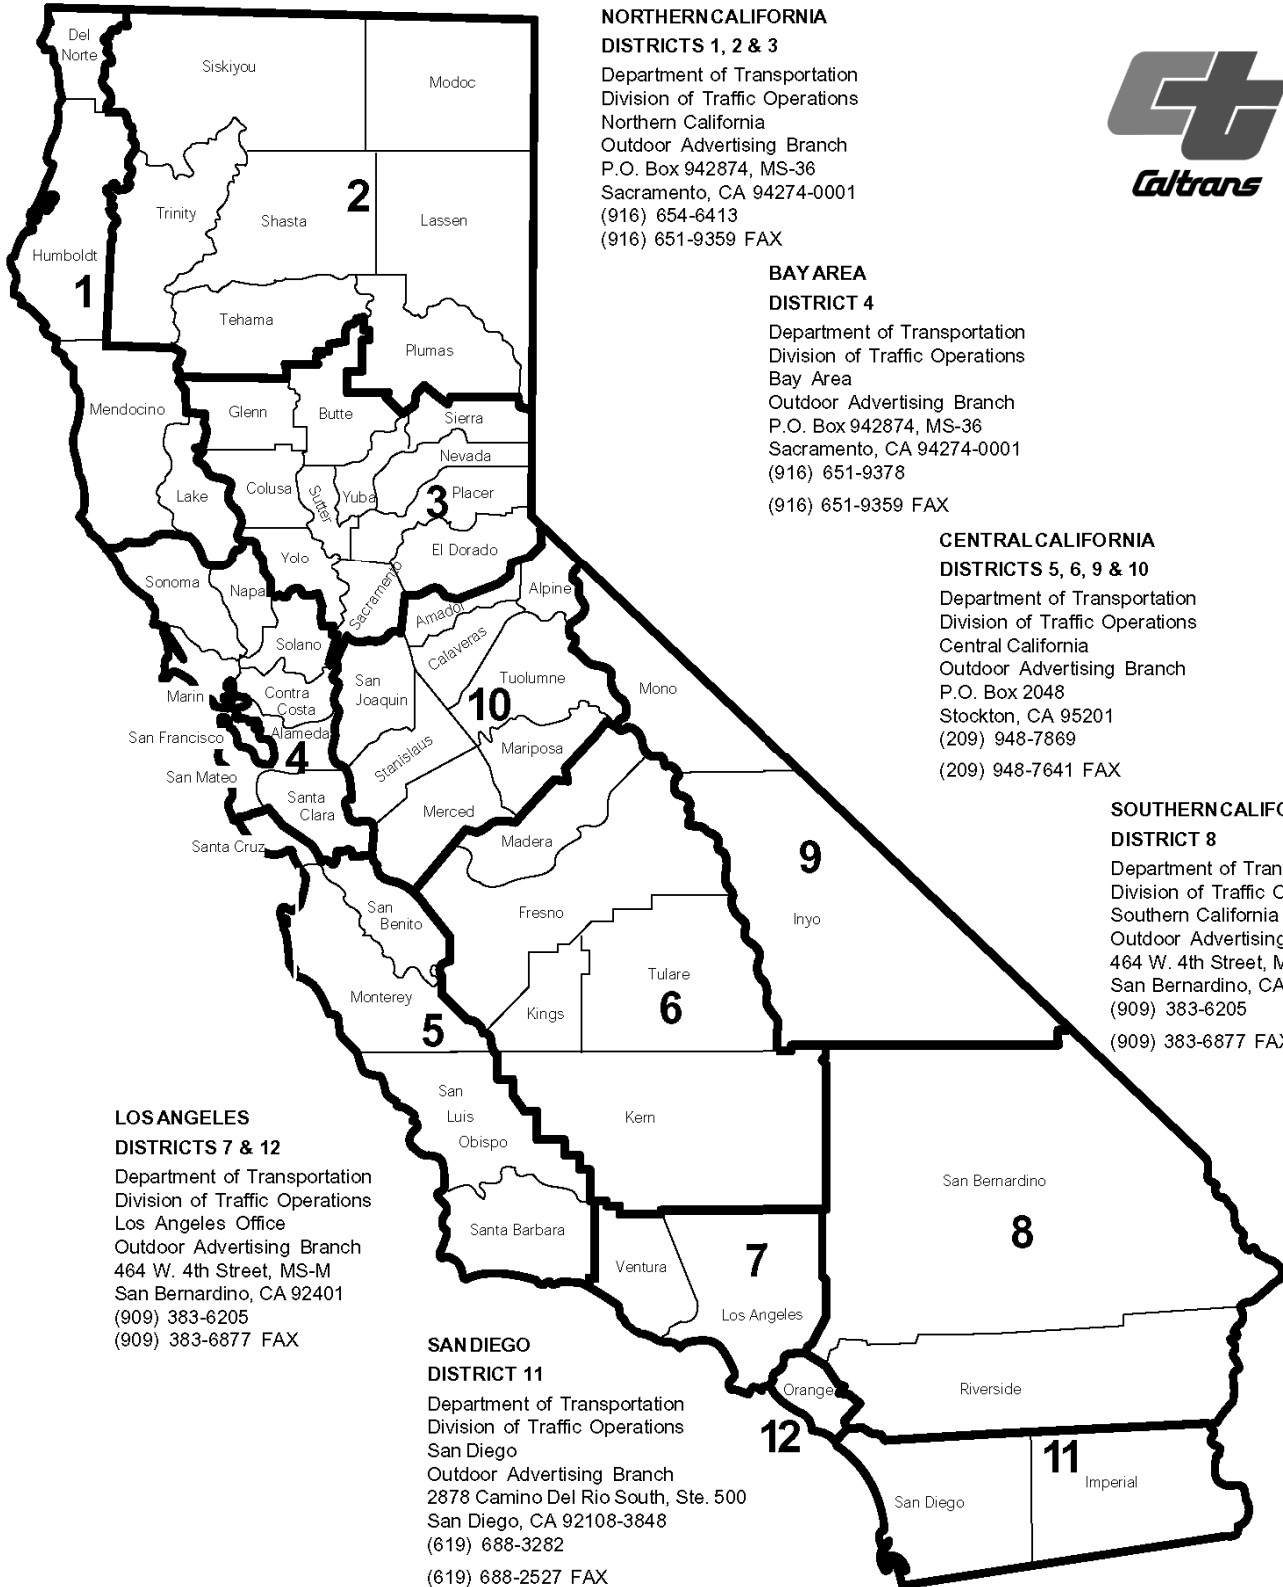 NORTHERN CALIFORNIA
DISTRICTS 1, 2 & 3
Department of Transportation
Division of Traffic Operations
Northern California
Outdoor Advertising Branch
P.O. Box 942874, MS-36
Sacramento, CA 94274-0001
(916) 654-6413
(916) 651-9359 FAX
Caltrans
BAY AREA
DISTRICT 4
Department of Transportation
Division of Traffic Operations
Bay Area
Outdoor Advertising Branch
P.O. Box 942874, MS-36
Sacramento, CA 94274-0001
(916) 651-9378
(916) 651-9359 FAX
CENTRAL CALIFORNIA
DISTRICTS 5, 6, 9 & 10
Department of Transportation
Division of Traffic Operations
Central California
Outdoor Advertising Branch
P.O. Box 2048
Stockton, CA 95201
(209) 948-7869
(209) 948-7641 FAX
SOUTHERN CALIFO
DISTRICT 8
Department of Tran
Division of Traffic O
Southern California
Outdoor Advertising
464 W. 4th Street, M
San Bernardino, CA
(909) 383-6205
(909) 383-6877 FAX
LOS ANGELES
DISTRICTS 7 & 12
Department of Transportation
Division of Traffic Operations
Los Angeles Office
Outdoor Advertising Branch
464 W. 4th Street, MS-M
San Bernardino, CA 92401
(909) 383-6205
(909) 383-6877 FAX
SAN DIEGO
DISTRICT 11
Department of Transportation
Division of Traffic Operations
San Diego
Outdoor Advertising Branch
2878 Camino Del Rio South, Ste. 500
San Diego, CA 92108-3848
(619) 688-3282
(619) 688-2527 FAX
Del
Norte
Siskiyou
Modoc
2
Trinity
Shasta
Lassen
Humboldt
1
Tehama
Plumas
Mendocino
Glenn
Butte
Sierra
Nevada
Lake
Colusa
Sutter
Yuba
3
Placer
El Dorado
Yolo
Sonoma
Napa
Sacramento
Alpine
Amador
Solano
Calaveras
Marin
Contra
Costa
San
Joaquin
Tuolumne
10
Mono
San Francisco
Alameda
4
Stanislaus
Mariposa
San Mateo
Santa
Clara
Merced
Santa Cruz
Madera
9
San
Benito
Fresno
Inyo
Monterey
Tulare
5
Kings
6
San
Luis
Obispo
Kern
San Bernardino
Santa Barbara
8
Ventura
7
Los Angeles
Orange
Riverside
12
11
San Diego
Imperial